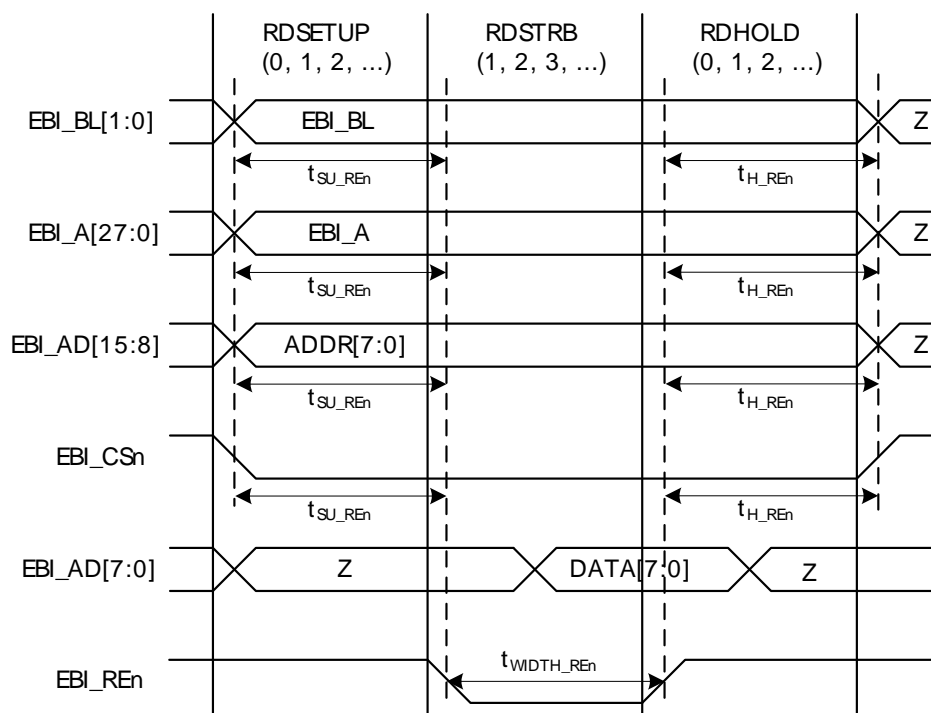 RDSETUP RDSTRB RDHOLD
(0, 1, 2, ...) (1, 2, 3, ...) (0, 1, 2, ...)
EBI_BL[1:0] EBI_BL Z
tSU_REn tH_REn
EBI_A[27:0] EBI_A Z
tSU_REn tH_REn
EBI_AD[15:8] ADDR[7:0] Z
tSU_REn tH_REn
EBI_CSn
tSU_REn tH_REn
EBI_AD[7:0] Z DATA[7:0] Z
tWIDTH_REn
EBI_REn